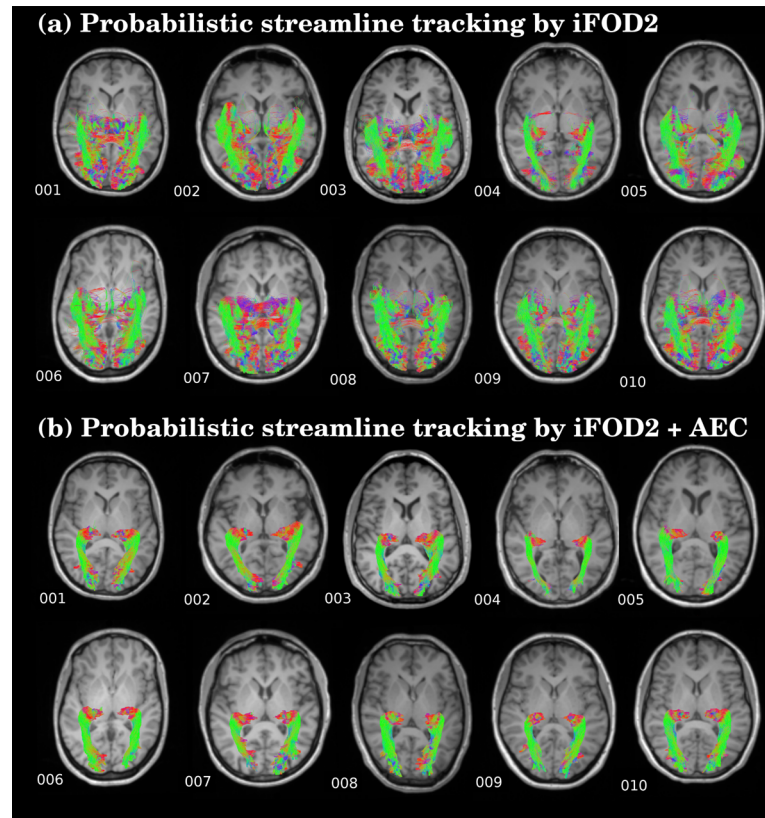 (a) Probabilistic streamline tracking by iFOD2
001 002 003 004 005
006 007 008 009 010
(b) Probabilistic streamline tracking by iFOD2 + AEC
001 002 003 004 005
006 007 008 009 010